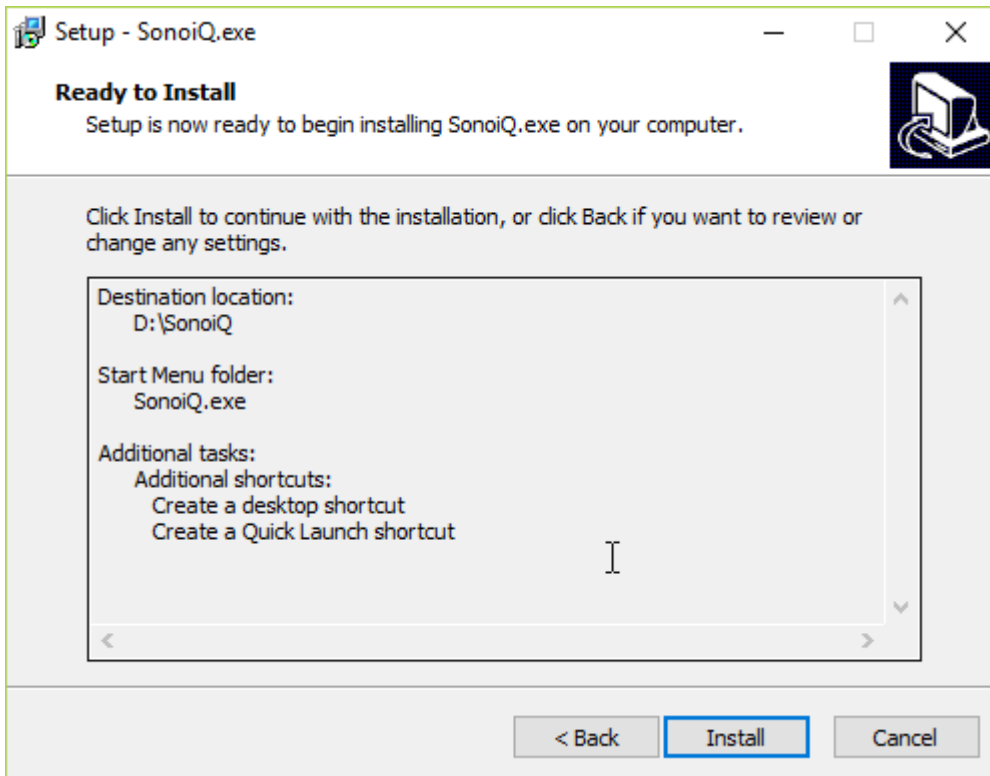 Setup - SonoiQ.exe
Ready to Install
Setup is now ready to begin installing SonoiQ.exe on your computer.
Click Install to continue with the installation, or click Back if you want to review or
change any settings.
Destination location:
D:\SonoiQ
Start Menu folder:
SonoiQ.exe
Additional tasks:
Additional shortcuts:
Create a desktop shortcut
Create a Quick Launch shortcut
< Back
Install
Cancel